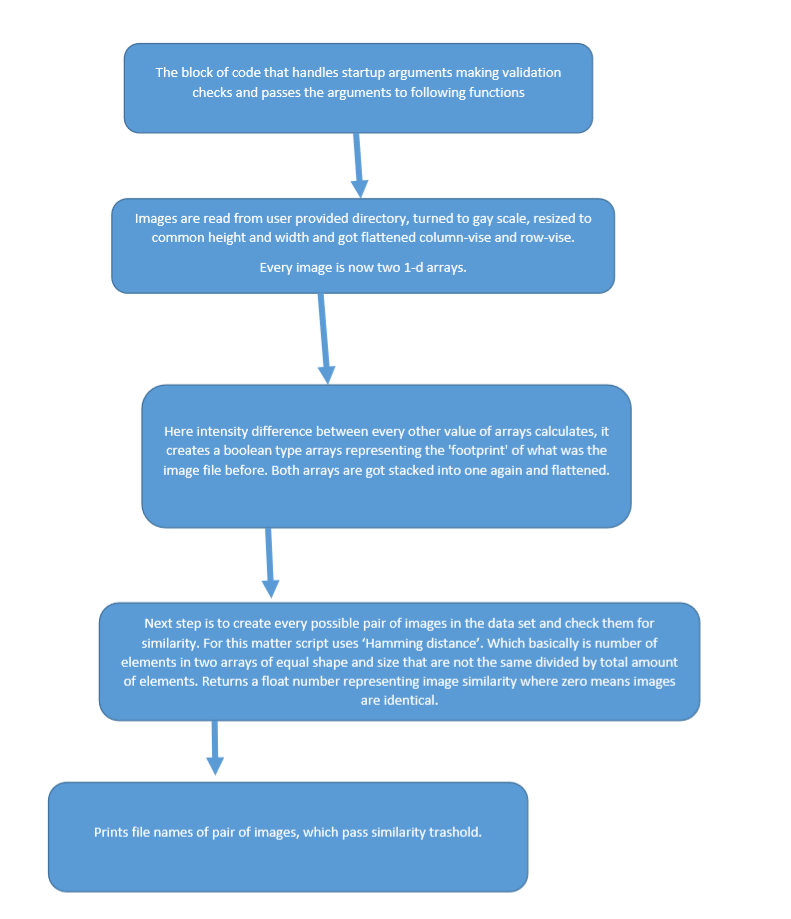 The block of code that handles startup arguments making validation
checks and passes the arguments to following functions
Images are read from user provided directory, turned to gay scale, resized to
common height and width and got flattened column-vise and row-vise.
Every image is now two 1-d arrays.
Here intensity difference between every other value of arrays calculates, it
creates a boolean type arrays representing the 'footprint' of what was the
image file before. Both arrays are got stacked into one again and flattened.
Next step is to create every possible pair of images in the data set and check them for
similarity. For this matter script uses ‘Hamming distance’. Which basically is number of
elements in two arrays of equal shape and size that are not the same divided by total amount
of elements. Returns a float number representing image similarity where zero means images
are identical.
Prints file names of pair of images, which pass similarity trashold.